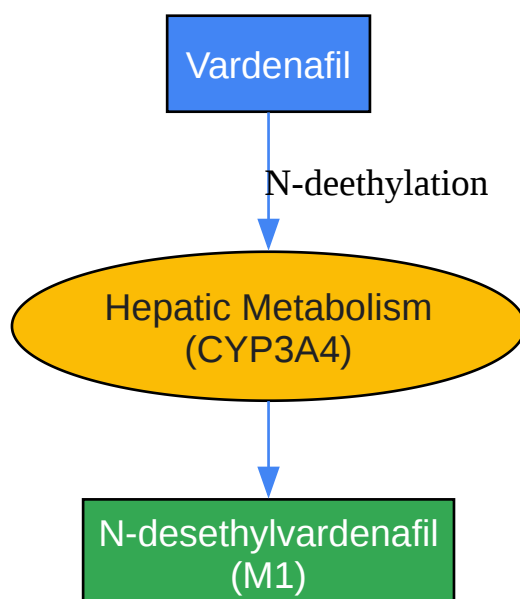 Vardenafil
N-deethylation
Hepatic Metabolism
(CYP3A4)
N-desethylvardenafil
(M1)